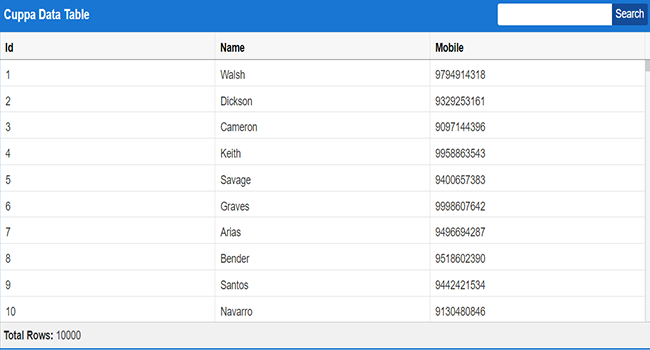 Cuppa Data Table Search
Id Name Mobile
1 Walsh 9794914318
2 Dickson 9329253161
3 Cameron 9097144396
4 Keith 9958863543
5 Savage 9400657383
6 Graves 9998607642
7 Arias 9496694287
8 Bender 9518602390
9 Santos 9442421534
10 Navarro 9130480846
Total Rows: 10000